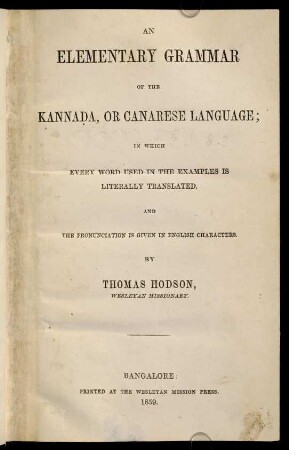 AN
ELEMENTARY GRAMMAR
OF THE
KANNAḌA, OR CANARESE LANGUAGE;
IN WHICH
EVERY WORD USED IN THE EXAMPLES IS
LITERALLY TRANSLATED,
AND
THE PRONUNCIATION IS GIVEN IN ENGLISH CHARACTERS.
BY
THOMAS HODSON,
WESLEYAN MISSIONARY.
BANGALORE:
PRINTED AT THE WESLEYAN MISSION PRESS.
1859.